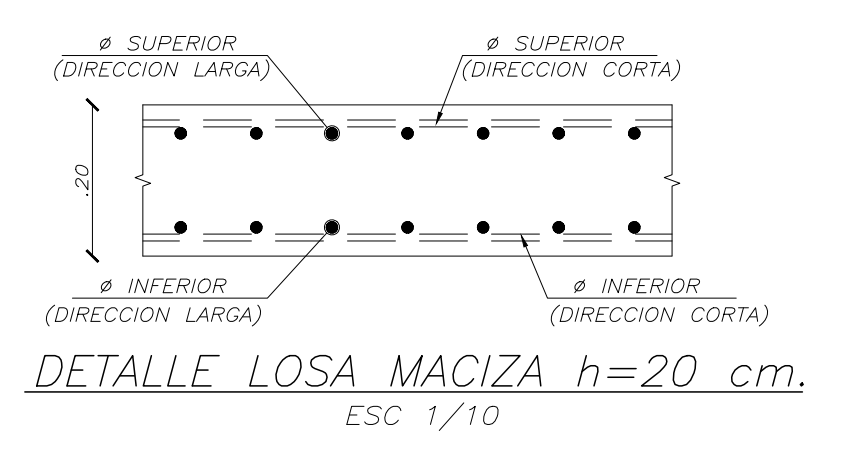 ø SUPERIOR
(DIRECCION LARGA)
ø SUPERIOR
(DIRECCION CORTA)
.20
ø INFERIOR
(DIRECCION LARGA)
ø INFERIOR
(DIRECCION CORTA)
DETALLE LOSA MACIZA h=20 cm.
ESC 1/10